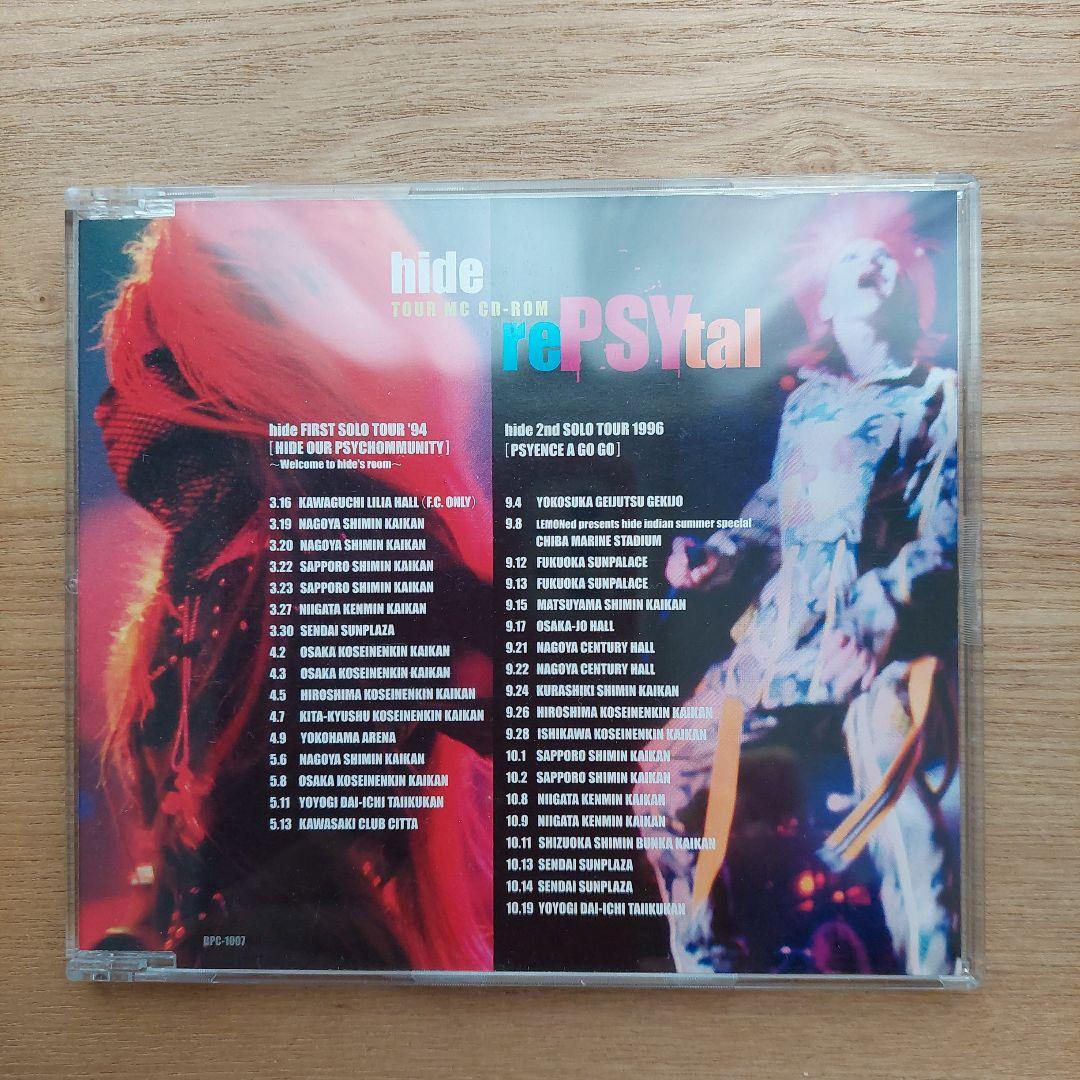 hide
TOUR MC CD-ROM
rePSYtal
hide FIRST SOLO TOUR '94
[HIDE OUR PSYCHOMMUNITY]
～Welcome to hide's room～
3.16 KAWAGUCHI LILIA HALL (F.C. ONLY)
3.19 NAGOYA SHIMIN KAIKAN
3.20 NAGOYA SHIMIN KAIKAN
3.22 SAPPORO SHIMIN KAIKAN
3.23 SAPPORO SHIMIN KAIKAN
3.27 NIIGATA KENMIN KAIKAN
3.30 SENDAI SUNPLAZA
4.2 OSAKA KOSEINENKIN KAIKAN
4.3 OSAKA KOSEINENKIN KAIKAN
4.5 HIROSHIMA KOSEINENKIN KAIKAN
4.7 KITA-KYUSHU KOSEINENKIN KAIKAN
4.9 YOKOHAMA ARENA
5.6 NAGOYA SHIMIN KAIKAN
5.8 OSAKA KOSEINENKIN KAIKAN
5.11 YOYOGI DAI-ICHI TAIIKUKAN
5.13 KAWASAKI CLUB CITTA
hide 2nd SOLO TOUR 1996
[PSYENCE A GO GO]
9.4 YOKOSUKA GEIJUTSU GEKIJO
9.8 LEMONed presents hide indian summer special
CHIBA MARINE STADIUM
9.12 FUKUOKA SUNPALACE
9.13 FUKUOKA SUNPALACE
9.15 MATSUYAMA SHIMIN KAIKAN
9.17 OSAKA-JO HALL
9.21 NAGOYA CENTURY HALL
9.22 NAGOYA CENTURY HALL
9.24 KURASHIKI SHIMIN KAIKAN
9.26 HIROSHIMA KOSEINENKIN KAIKAN
9.28 ISHIKAWA KOSEINENKIN KAIKAN
10.1 SAPPORO SHIMIN KAIKAN
10.2 SAPPORO SHIMIN KAIKAN
10.8 NIIGATA KENMIN KAIKAN
10.9 NIIGATA KENMIN KAIKAN
10.11 SHIZUOKA SHIMIN BUNKA KAIKAN
10.13 SENDAI SUNPLAZA
10.14 SENDAI SUNPLAZA
10.19 YOYOGI DAI-ICHI TAIIKUKAN